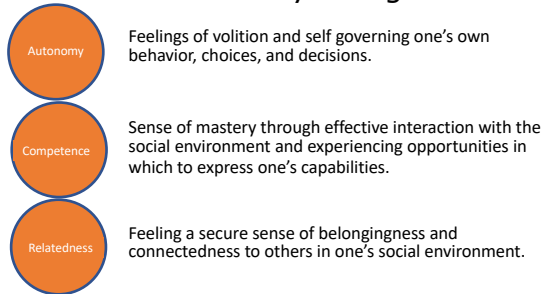 Autonomy
Feelings of volition and self governing one’s own
behavior, choices, and decisions.
Competence
Sense of mastery through effective interaction with the
social environment and experiencing opportunities in
which to express one’s capabilities.
Relatedness
Feeling a secure sense of belongingness and
connectedness to others in one’s social environment.